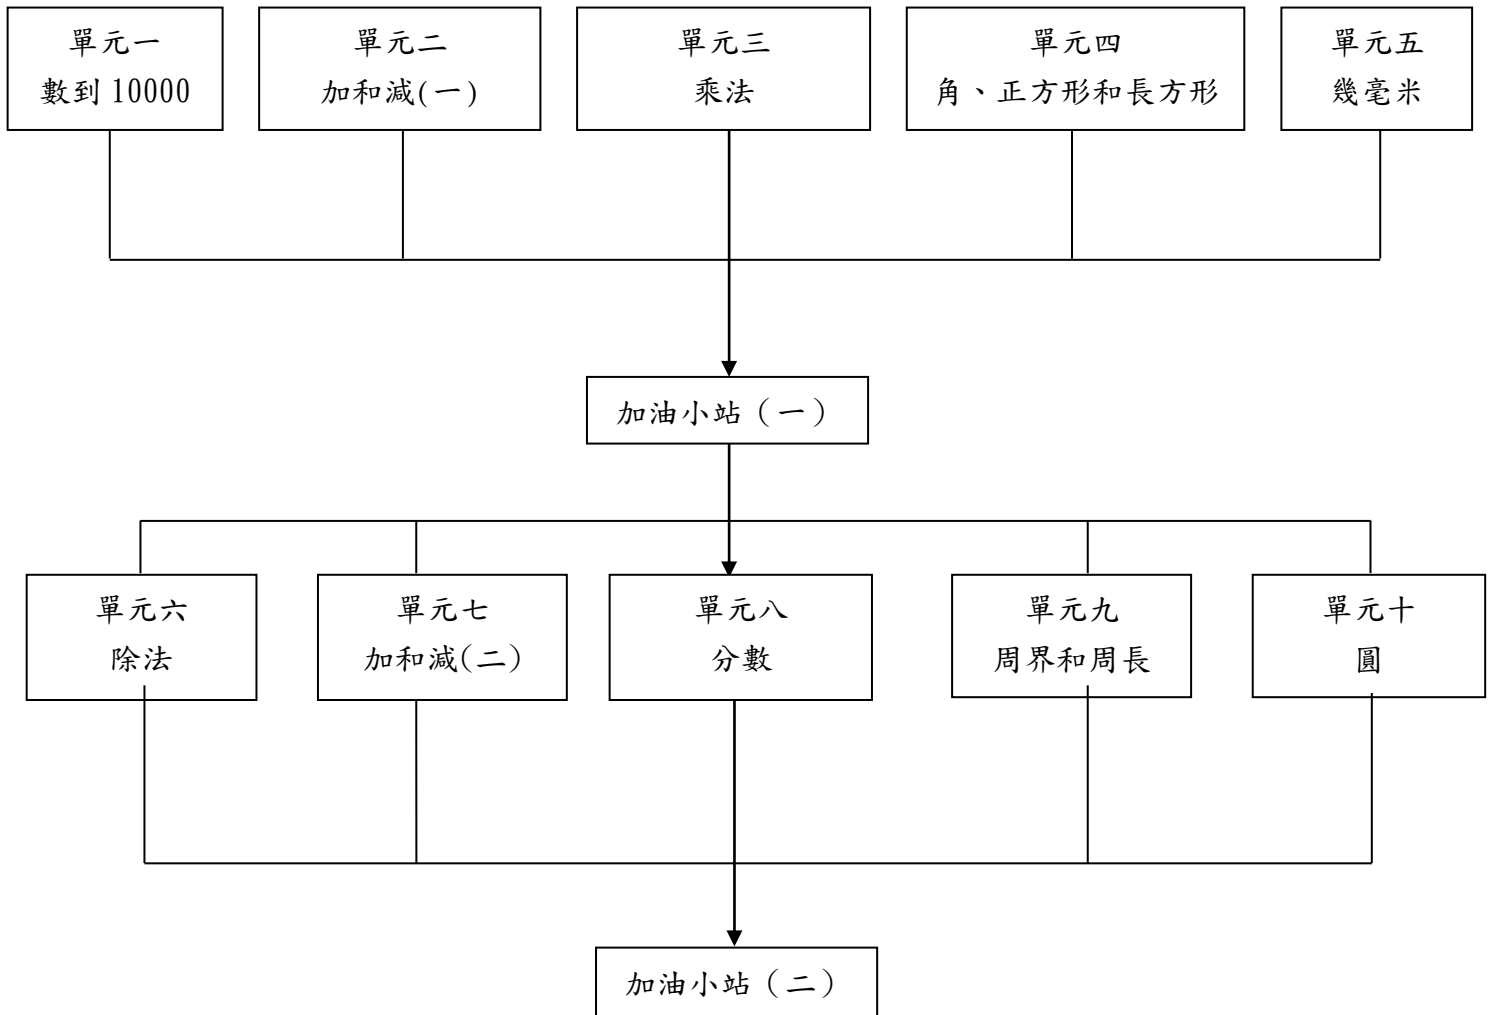 單元一
數到 10000
單元二
加和減(一)
單元三
乘法
單元四
角、正方形和長方形
單元五
幾毫米
加油小站（一）
單元六
除法
單元七
加和減(二)
單元八
分數
單元九
周界和周長
單元十
圓
加油小站（二）